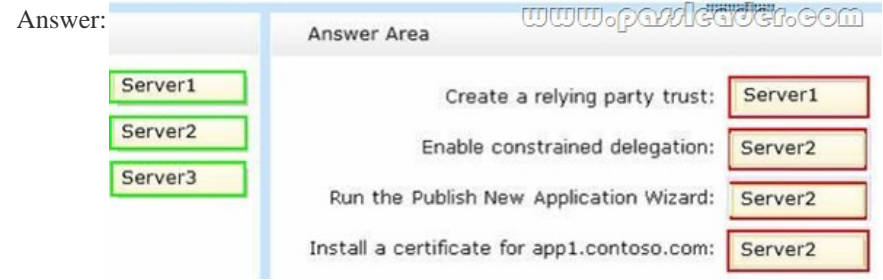 Answer:
www.passleader.com
Answer Area
Server1
Server2
Server3
Create a relying party trust: Server1
Enable constrained delegation: Server2
Run the Publish New Application Wizard: Server2
Install a certificate for app1.contoso.com: Server2